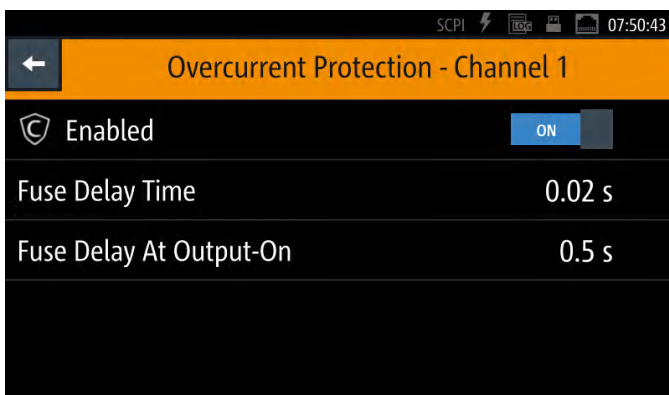 SCPI LOG 07:50:43
Overcurrent Protection - Channel 1
C Enabled ON
Fuse Delay Time 0.02 s
Fuse Delay At Output-On 0.5 s